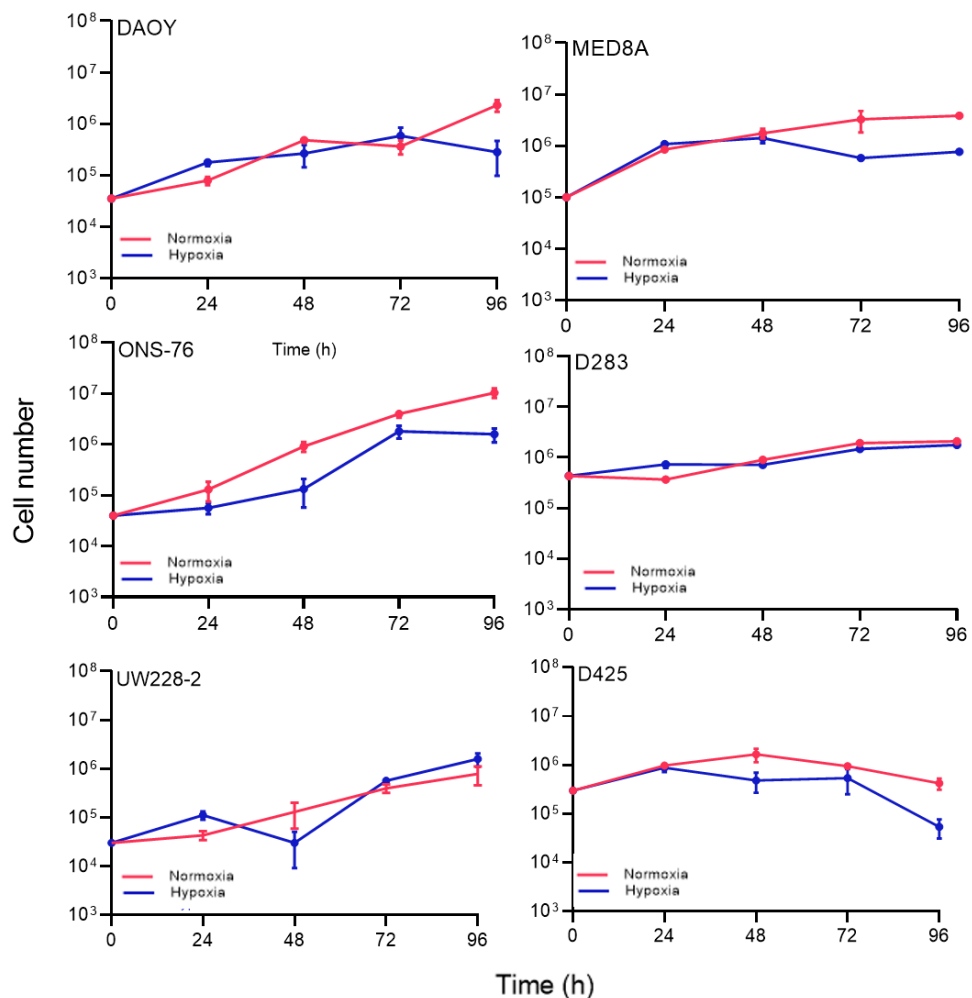 Cell number
DAOY
10⁸
10⁷
10⁶
10⁵
10⁴
10³
Normoxia
Hypoxia
0 24 48 72 96
MED8A
10⁸
10⁷
10⁶
10⁵
10⁴
10³
Normoxia
Hypoxia
0 24 48 72 96
ONS-76
Time (h)
10⁸
10⁷
10⁶
10⁵
10⁴
10³
Normoxia
Hypoxia
0 24 48 72 96
D283
10⁸
10⁷
10⁶
10⁵
10⁴
10³
Normoxia
Hypoxia
0 24 48 72 96
UW228-2
10⁸
10⁷
10⁶
10⁵
10⁴
10³
Normoxia
Hypoxia
0 24 48 72 96
D425
10⁸
10⁷
10⁶
10⁵
10⁴
10³
Normoxia
Hypoxia
0 24 48 72 96
Time (h)